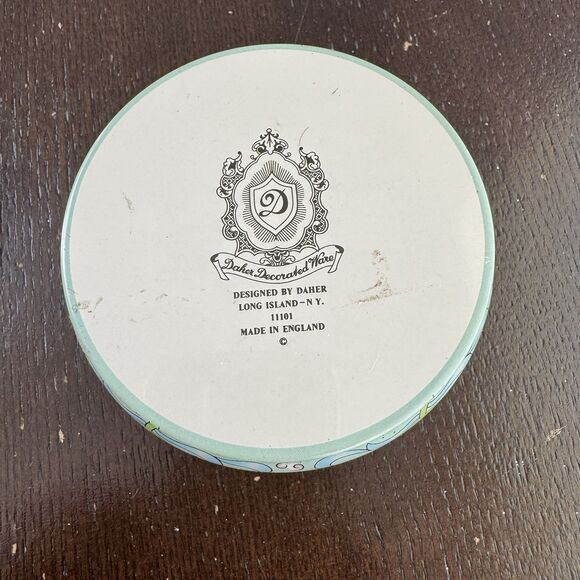 D
Daher Decorated Ware
DESIGNED BY DAHER
LONG ISLAND-N Y.
11101
MADE IN ENGLAND
©